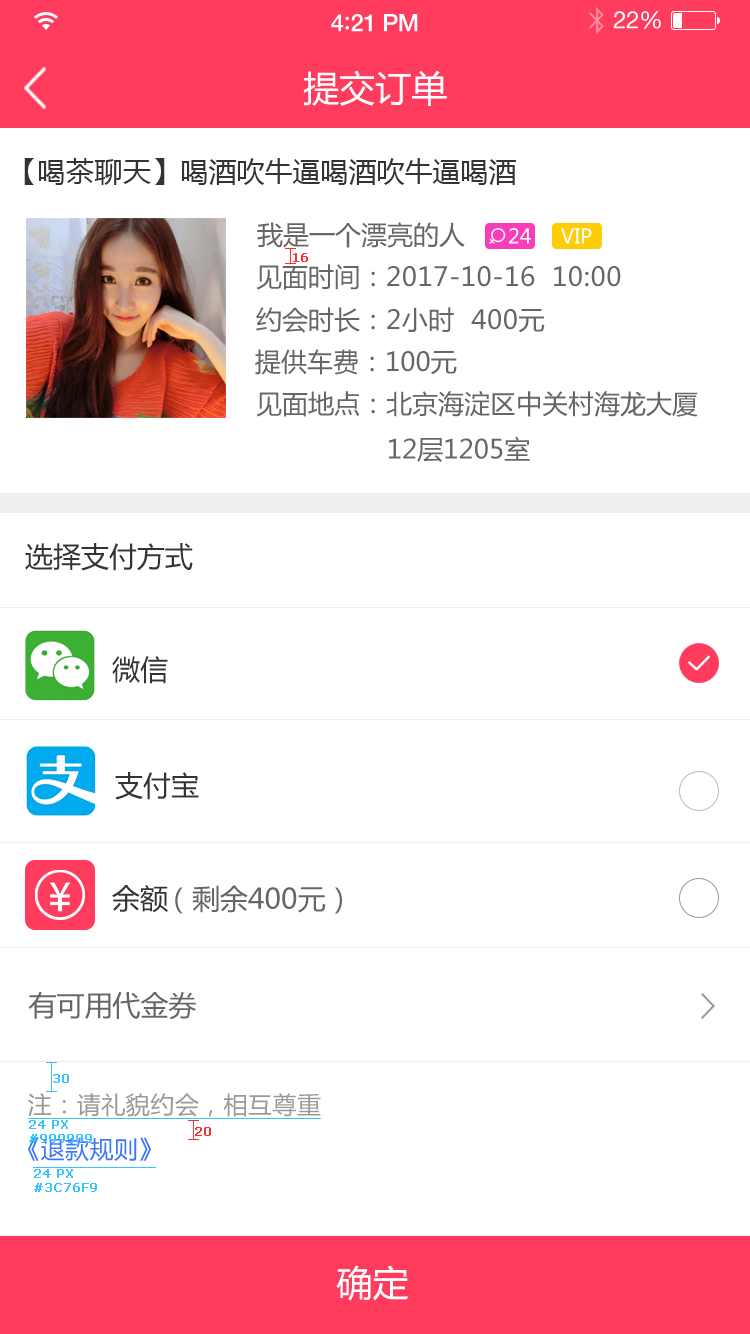 4:21 PM
22%
提交订单
【喝茶聊天】喝酒吹牛逼喝酒吹牛逼喝酒
我是一个漂亮的人 24 VIP
16
见面时间：2017-10-16 10:00
约会时长：2小时 400元
提供车费：100元
见面地点：北京海淀区中关村海龙大厦
12层1205室
选择支付方式
微信
支付宝
余额（剩余400元）
有可用代金券
30
注：请礼貌约会，相互尊重
24 PX
#999999
20
《退款规则》
24 PX
#3C76F9
确定